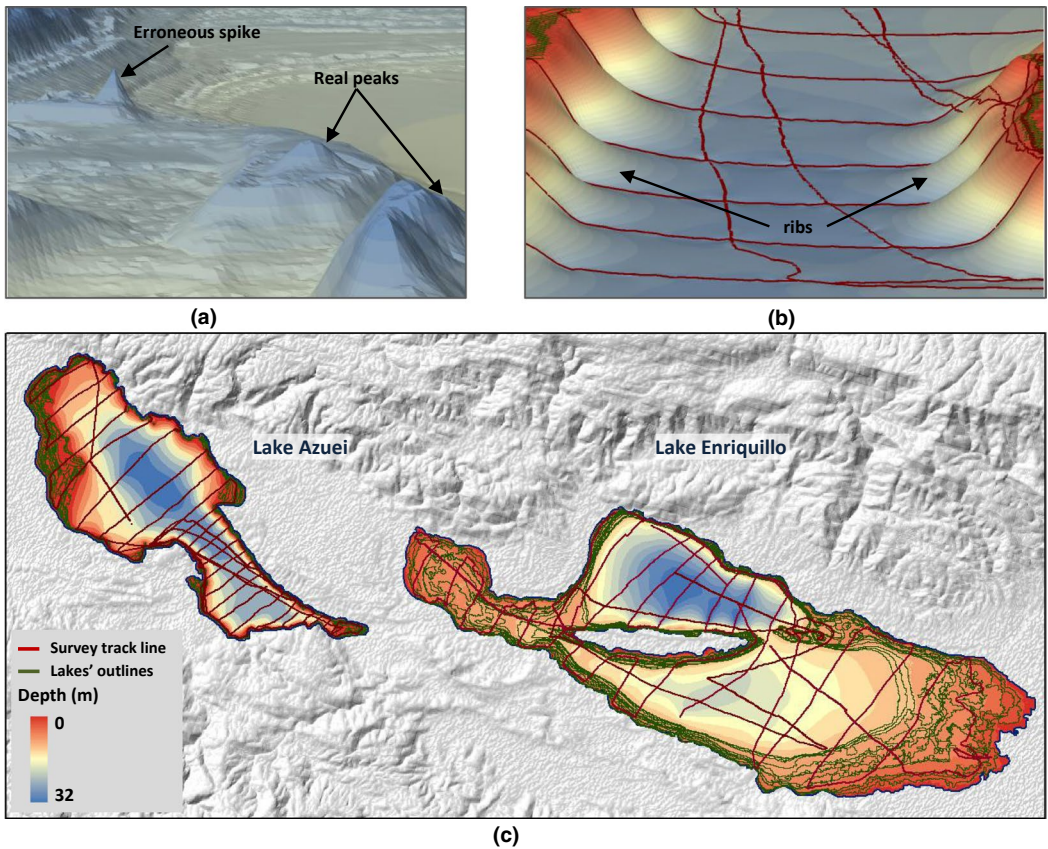 Erroneous spike
Real peaks
ribs
(a)
(b)
Lake Azuei
Lake Enriquillo
Survey track line
Lakes' outlines
Depth (m)
0
32
(c)